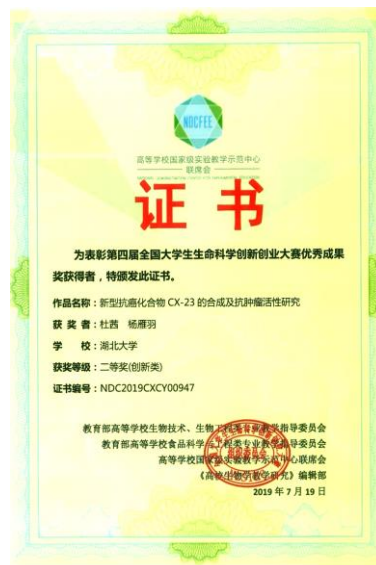 NDCFEE
高等学校国家级实验教学示范中心
联席会
证书
为表彰第四届全国大学生生命科学创新创业大赛优秀成果
奖获得者，特颁发此证书。
作品名称：新型抗癌化合物 CX-23 的合成及抗肿瘤活性研究
获 奖 者：杜茜 杨雁羽
学 校：湖北大学
获奖等级：二等奖(创新类)
证书编号：NDC2019CXCY00947
教育部高等学校生物技术、生物工程类专业教学指导委员会
教育部高等学校食品科学与工程类专业教学指导委员会
高等学校国家级实验教学示范中心联席会
《高校生物学教学研究》编辑部
2019 年 7 月 19 日